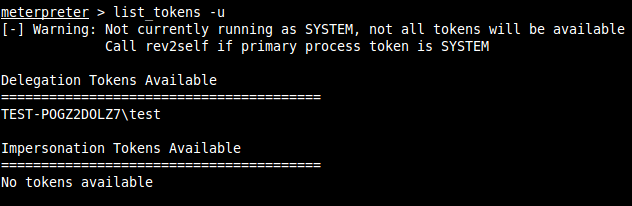 meterpreter > list_tokens -u
[-] Warning: Not currently running as SYSTEM, not all tokens will be available
             Call rev2self if primary process token is SYSTEM
Delegation Tokens Available
========================================
TEST-POGZ2DOLZ7\test
Impersonation Tokens Available
========================================
No tokens available